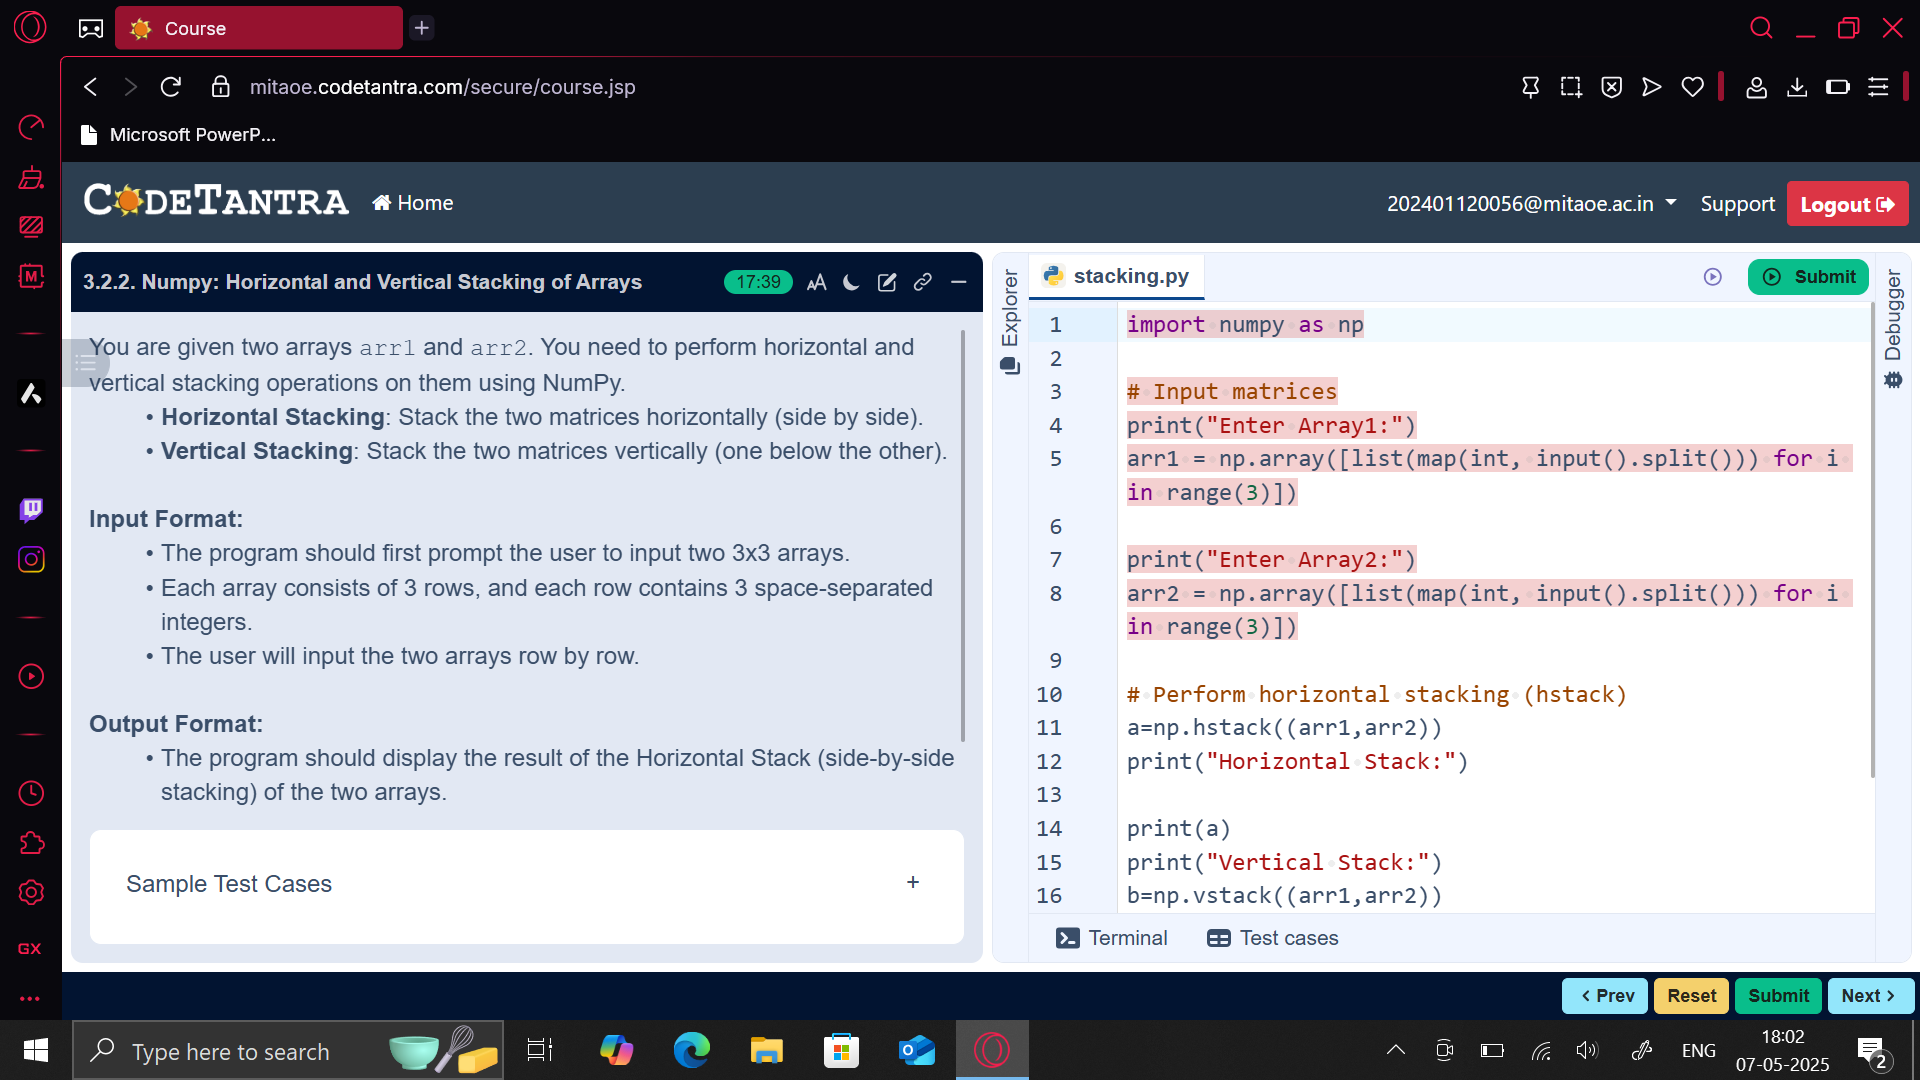 Course
mitaoe.codetantra.com/secure/course.jsp
Microsoft PowerP...
CODETANTRA
Home
202401120056@mitaoe.ac.in
Support
Logout
3.2.2. Numpy: Horizontal and Vertical Stacking of Arrays
17:39
AA
You are given two arrays arr1 and arr2. You need to perform horizontal and
vertical stacking operations on them using NumPy.
• Horizontal Stacking: Stack the two matrices horizontally (side by side).
• Vertical Stacking: Stack the two matrices vertically (one below the other).
Input Format:
• The program should first prompt the user to input two 3x3 arrays.
• Each array consists of 3 rows, and each row contains 3 space-separated
integers.
• The user will input the two arrays row by row.
Output Format:
• The program should display the result of the Horizontal Stack (side-by-side
stacking) of the two arrays.
Sample Test Cases
+
Explorer
stacking.py
Submit
Debugger
1 import numpy as np
2
3 # Input matrices
4 print("Enter Array1:")
5 arr1 = np.array([list(map(int, input().split())) for i
in range(3)])
6
7 print("Enter Array2:")
8 arr2 = np.array([list(map(int, input().split())) for i
in range(3)])
9
10 # Perform horizontal stacking (hstack)
11 a=np.hstack((arr1,arr2))
12 print("Horizontal Stack:")
13
14 print(a)
15 print("Vertical Stack:")
16 b=np.vstack((arr1,arr2))
Terminal
Test cases
< Prev
Reset
Submit
Next >
M
GX
Type here to search
ENG
18:02
07-05-2025
2